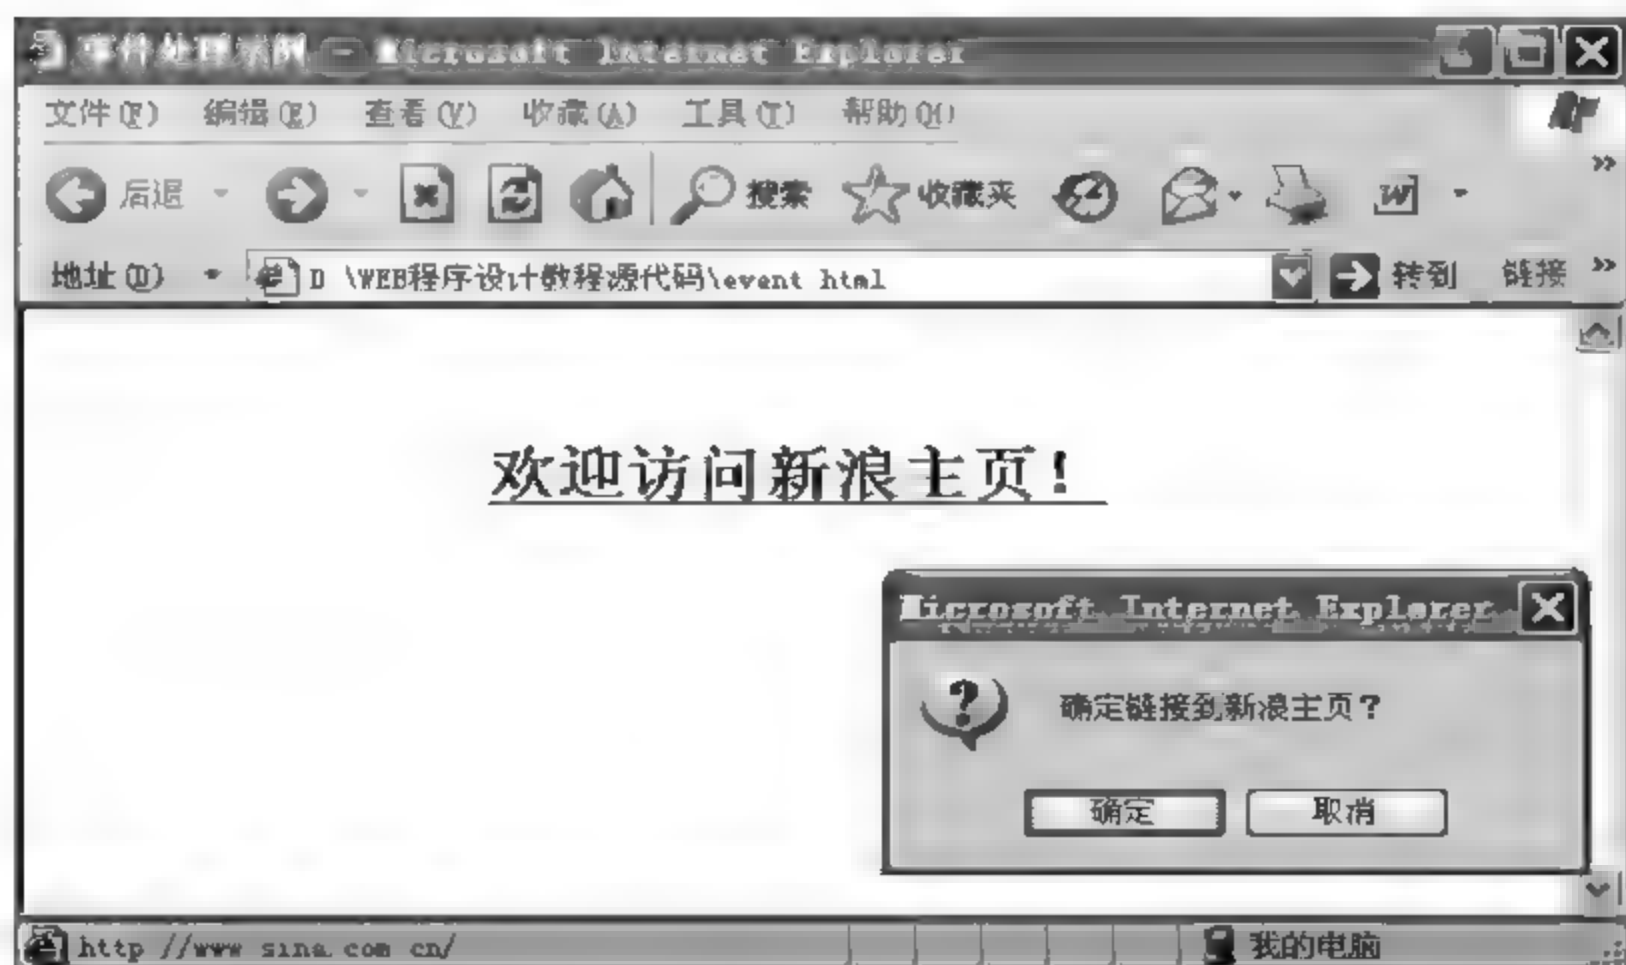 事件处理示例 - Microsoft Internet Explorer
文件(F) 编辑(E) 查看(V) 收藏(A) 工具(T) 帮助(H)
后退 搜索 收藏夹
地址(D) D \WEB程序设计教程源代码\event html 转到 链接 »
欢迎访问新浪主页!
Microsoft Internet Explorer
确定链接到新浪主页?
确定 取消
http //www sina com cn/ 我的电脑